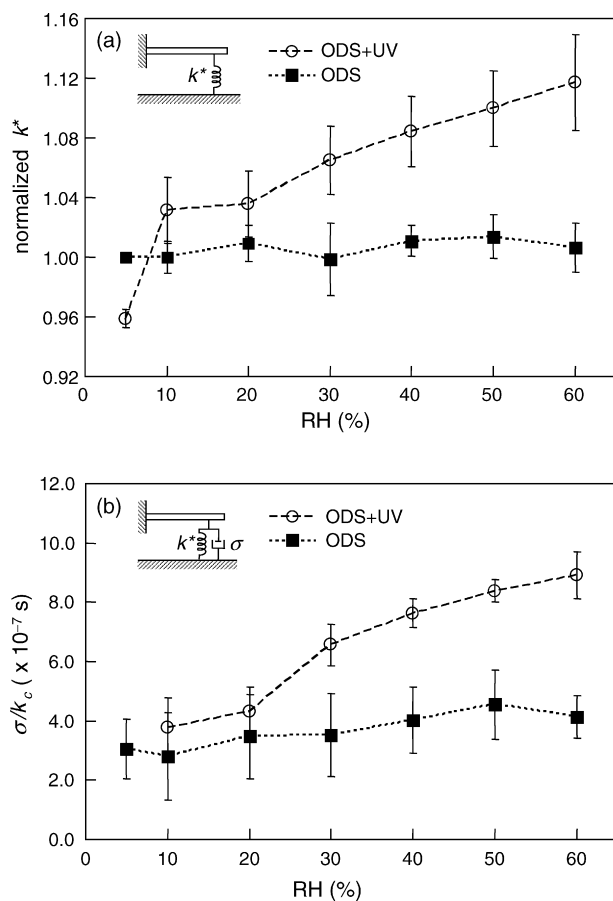 (a)
k*
ODS+UV
ODS
normalized k*
1.16
1.12
1.08
1.04
1.00
0.96
0.92
0 10 20 30 40 50 60
RH (%)
(b)
k* σ
ODS+UV
ODS
σ/k_c ( x 10⁻⁷ s)
12.0
10.0
8.0
6.0
4.0
2.0
0.0
0 10 20 30 40 50 60
RH (%)